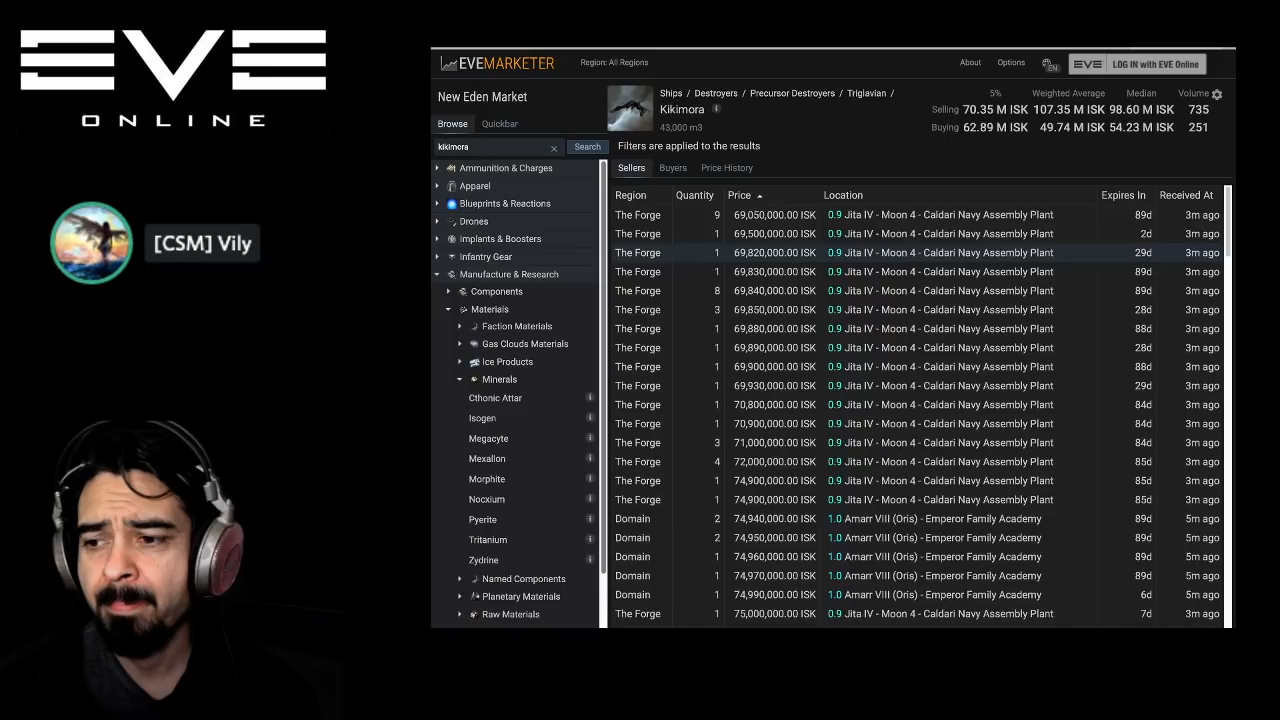 EVE
ONLINE
[CSM] Vily
EVEMARKETER
Region: All Regions
About
Options
EN
EVE LOG IN with EVE Online
New Eden Market
Browse
Quickbar
kikimora
Search
Ammunition & Charges
Apparel
Blueprints & Reactions
Drones
Implants & Boosters
Infantry Gear
Manufacture & Research
Components
Materials
Faction Materials
Gas Clouds Materials
Ice Products
Minerals
Cthonic Attar
Isogen
Megacyte
Mexallon
Morphite
Nocxium
Pyerite
Tritanium
Zydrine
Named Components
Planetary Materials
Raw Materials
Ships / Destroyers / Precursor Destroyers / Triglavian /
Kikimora
43,000 m3
5% Weighted Average Median Volume
Selling 70.35 M ISK 107.35 M ISK 98.60 M ISK 735
Buying 62.89 M ISK 49.74 M ISK 54.23 M ISK 251
Filters are applied to the results
Sellers Buyers Price History
Region Quantity Price Location Expires In Received At
The Forge 9 69,050,000.00 ISK 0.9 Jita IV - Moon 4 - Caldari Navy Assembly Plant 89d 3m ago
The Forge 1 69,500,000.00 ISK 0.9 Jita IV - Moon 4 - Caldari Navy Assembly Plant 2d 3m ago
The Forge 1 69,820,000.00 ISK 0.9 Jita IV - Moon 4 - Caldari Navy Assembly Plant 29d 3m ago
The Forge 1 69,830,000.00 ISK 0.9 Jita IV - Moon 4 - Caldari Navy Assembly Plant 89d 3m ago
The Forge 8 69,840,000.00 ISK 0.9 Jita IV - Moon 4 - Caldari Navy Assembly Plant 89d 3m ago
The Forge 3 69,850,000.00 ISK 0.9 Jita IV - Moon 4 - Caldari Navy Assembly Plant 28d 3m ago
The Forge 1 69,880,000.00 ISK 0.9 Jita IV - Moon 4 - Caldari Navy Assembly Plant 88d 3m ago
The Forge 1 69,890,000.00 ISK 0.9 Jita IV - Moon 4 - Caldari Navy Assembly Plant 28d 3m ago
The Forge 1 69,900,000.00 ISK 0.9 Jita IV - Moon 4 - Caldari Navy Assembly Plant 88d 3m ago
The Forge 1 69,930,000.00 ISK 0.9 Jita IV - Moon 4 - Caldari Navy Assembly Plant 29d 3m ago
The Forge 1 70,800,000.00 ISK 0.9 Jita IV - Moon 4 - Caldari Navy Assembly Plant 84d 3m ago
The Forge 1 70,900,000.00 ISK 0.9 Jita IV - Moon 4 - Caldari Navy Assembly Plant 84d 3m ago
The Forge 3 71,000,000.00 ISK 0.9 Jita IV - Moon 4 - Caldari Navy Assembly Plant 84d 3m ago
The Forge 4 72,000,000.00 ISK 0.9 Jita IV - Moon 4 - Caldari Navy Assembly Plant 85d 3m ago
The Forge 1 74,900,000.00 ISK 0.9 Jita IV - Moon 4 - Caldari Navy Assembly Plant 85d 3m ago
The Forge 1 74,900,000.00 ISK 0.9 Jita IV - Moon 4 - Caldari Navy Assembly Plant 85d 3m ago
Domain 2 74,940,000.00 ISK 1.0 Amarr VIII (Oris) - Emperor Family Academy 89d 5m ago
Domain 2 74,950,000.00 ISK 1.0 Amarr VIII (Oris) - Emperor Family Academy 89d 5m ago
Domain 1 74,960,000.00 ISK 1.0 Amarr VIII (Oris) - Emperor Family Academy 89d 5m ago
Domain 1 74,970,000.00 ISK 1.0 Amarr VIII (Oris) - Emperor Family Academy 89d 5m ago
Domain 1 74,990,000.00 ISK 1.0 Amarr VIII (Oris) - Emperor Family Academy 6d 5m ago
The Forge 1 75,000,000.00 ISK 0.9 Jita IV - Moon 4 - Caldari Navy Assembly Plant 7d 3m ago